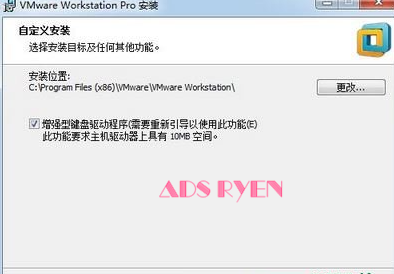 VMware Workstation Pro 安装
自定义安装
选择安装目标及任何其他功能。
安装位置:
C:\Program Files (x86)\VMware\VMware Workstation\
更改...
增强型键盘驱动程序(需要重新引导以使用此功能(E)
此功能要求主机驱动器上具有 10MB 空间。
ADS RYEN